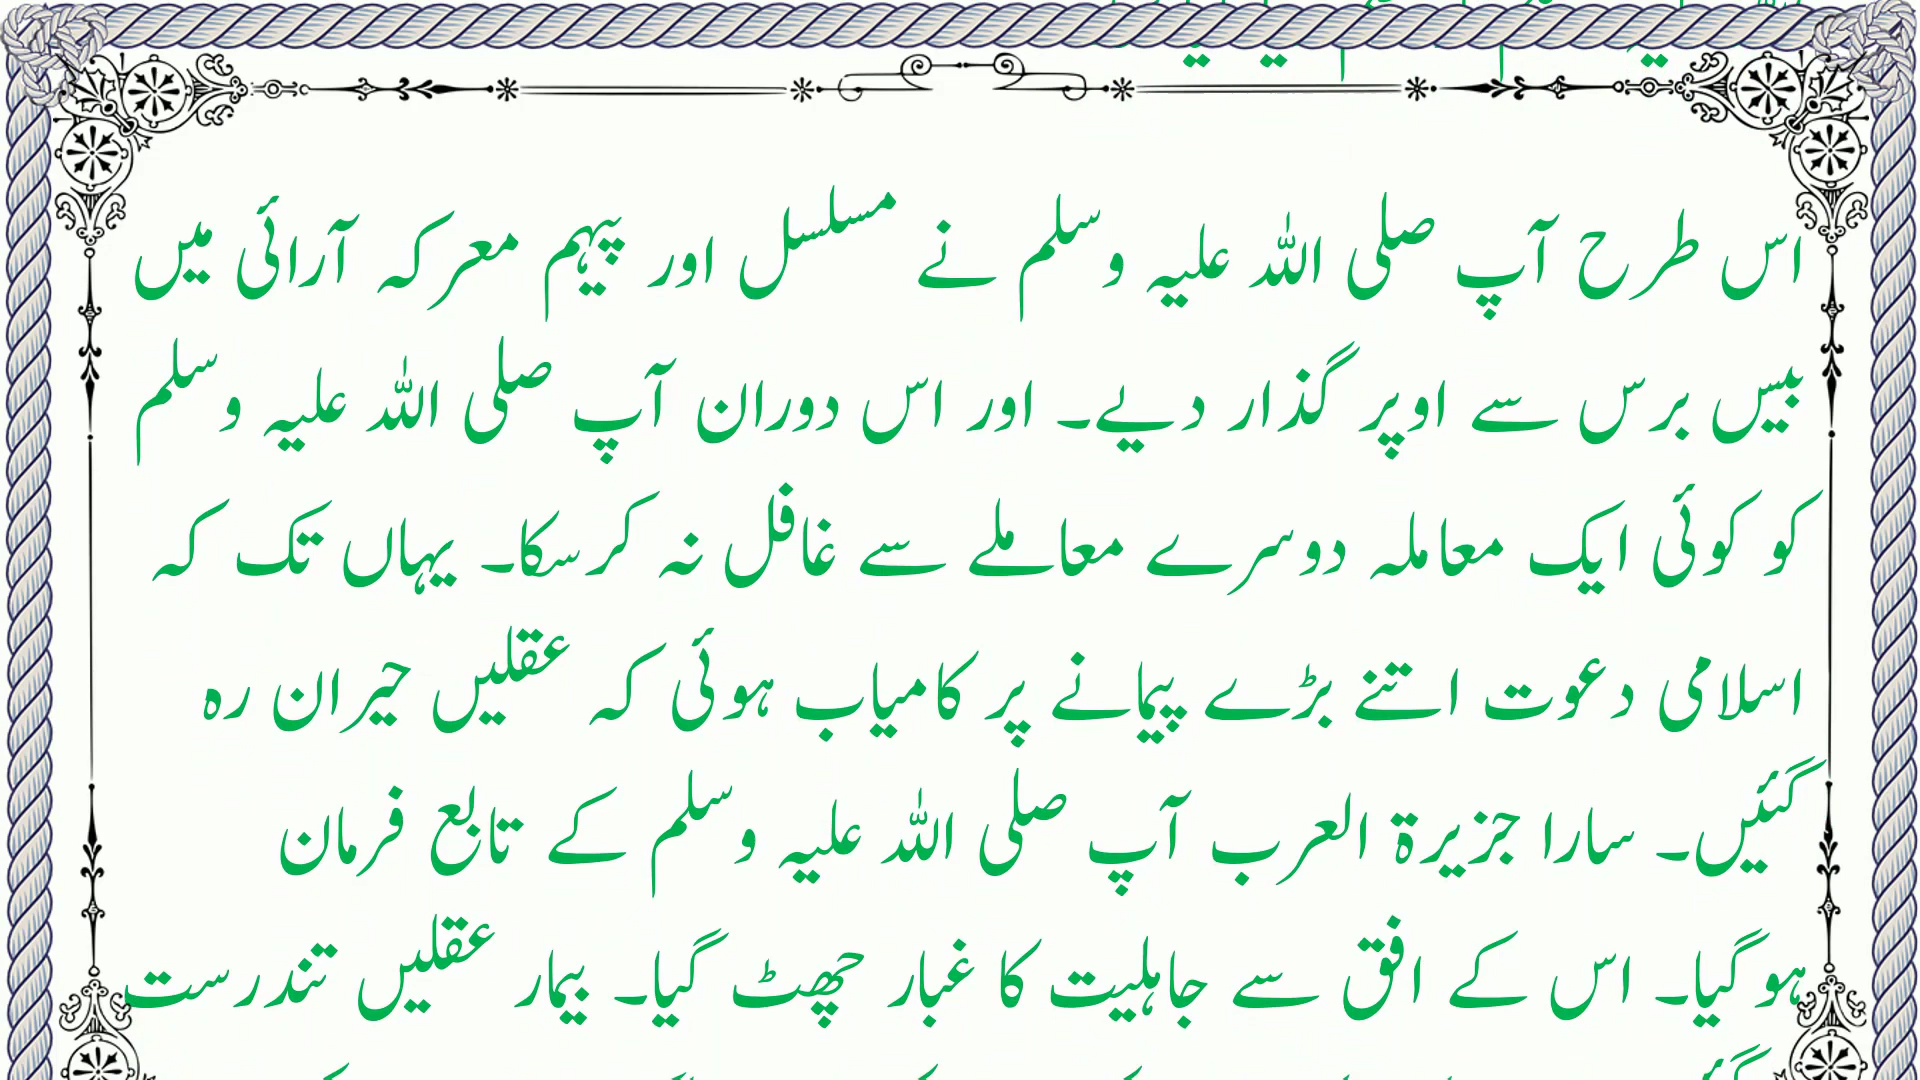 اس طرح آپ صلی اللہ علیہ وسلم نے مسلسل اور پیہم معرکہ آرائی میں
بیس برس سے اوپر گذار دیے۔ اور اس دوران آپ صلی اللہ علیہ وسلم
کو کوئی ایک معاملہ دوسرے معاملے سے غافل نہ کرسکا۔ یہاں تک کہ
اسلامی دعوت اتنے بڑے پیمانے پر کامیاب ہوئی کہ عقلیں حیران رہ
گئیں۔ سارا جزیرۃ العرب آپ صلی اللہ علیہ وسلم کے تابع فرمان
ہوگیا۔ اس کے افق سے جاہلیت کا غبار چھٹ گیا۔ بیمار عقلیں تندرست